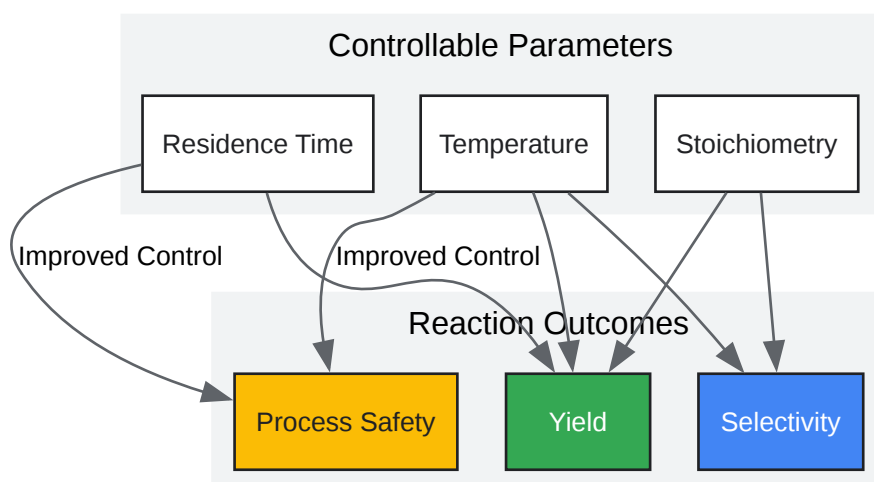 Controllable Parameters
Residence Time
Temperature
Stoichiometry
Improved Control
Improved Control
Reaction Outcomes
Process Safety
Yield
Selectivity